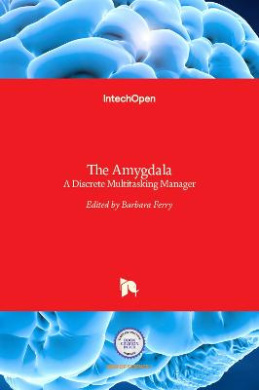 IntechOpen
The Amygdala
A Discrete Multitasking Manager
Edited by Barbara Ferry